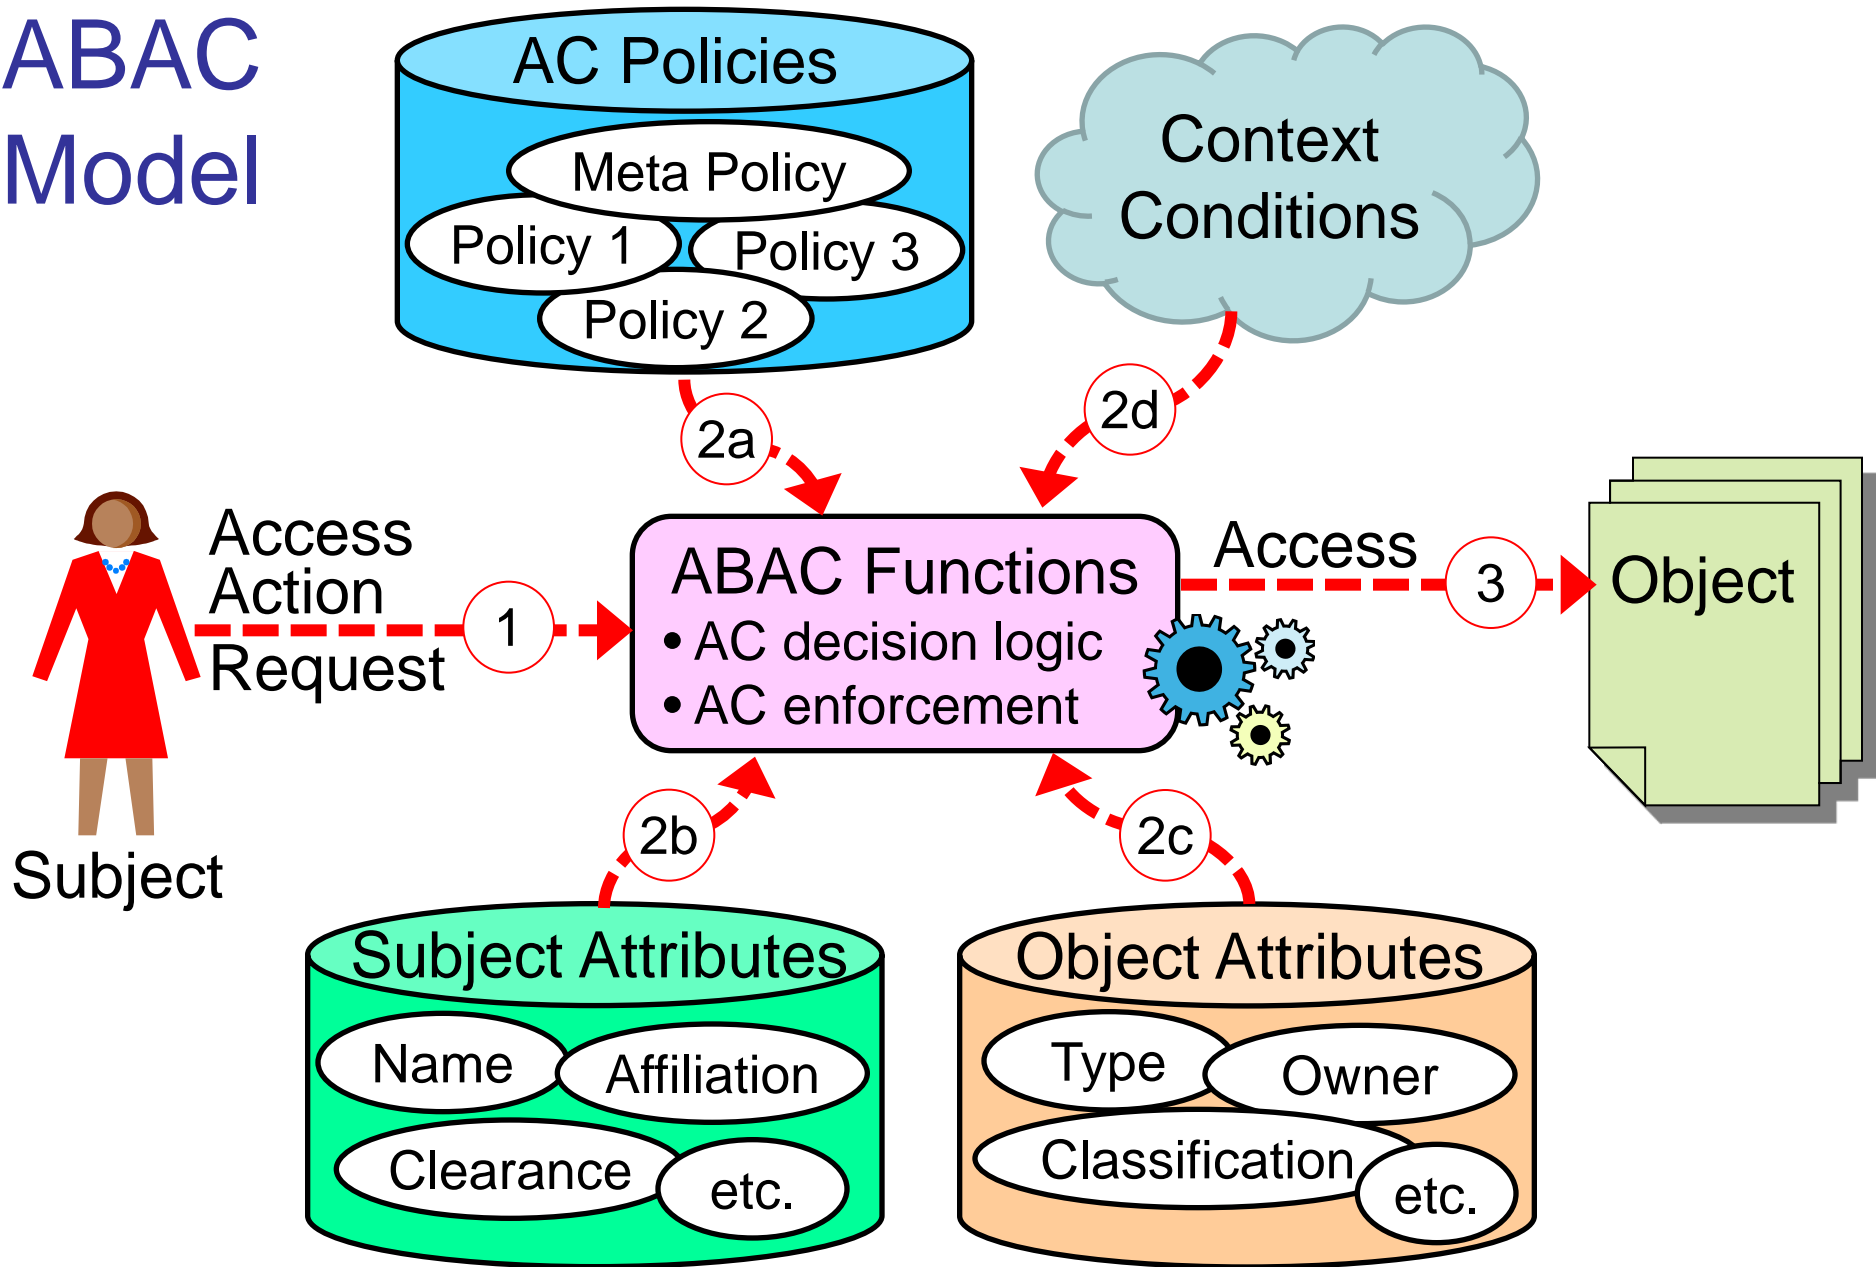 ABAC
Model
AC Policies
Meta Policy
Policy 1
Policy 3
Policy 2
Context
Conditions
2a
2d
Access
Action
Request
1
ABAC Functions
• AC decision logic
• AC enforcement
Access
3
Object
Subject
2b
2c
Subject Attributes
Name
Affiliation
Clearance
etc.
Object Attributes
Type
Owner
Classification
etc.